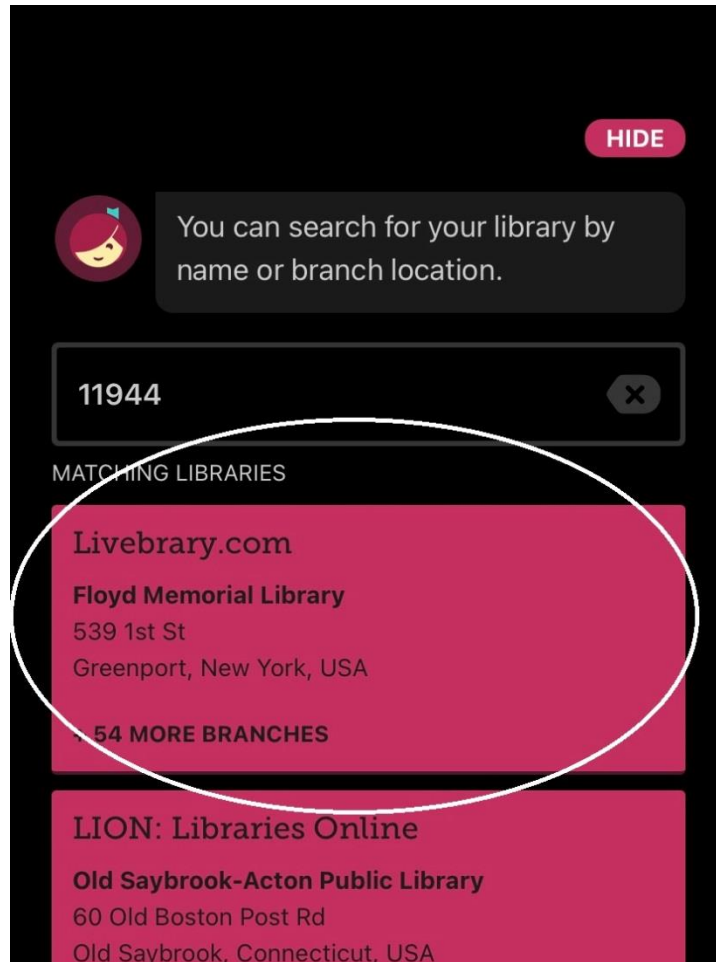 HIDE
You can search for your library by
name or branch location.
11944
MATCHING LIBRARIES
Livebrary.com
Floyd Memorial Library
539 1st St
Greenport, New York, USA
+ 54 MORE BRANCHES
LION: Libraries Online
Old Saybrook-Acton Public Library
60 Old Boston Post Rd
Old Saybrook, Connecticut, USA